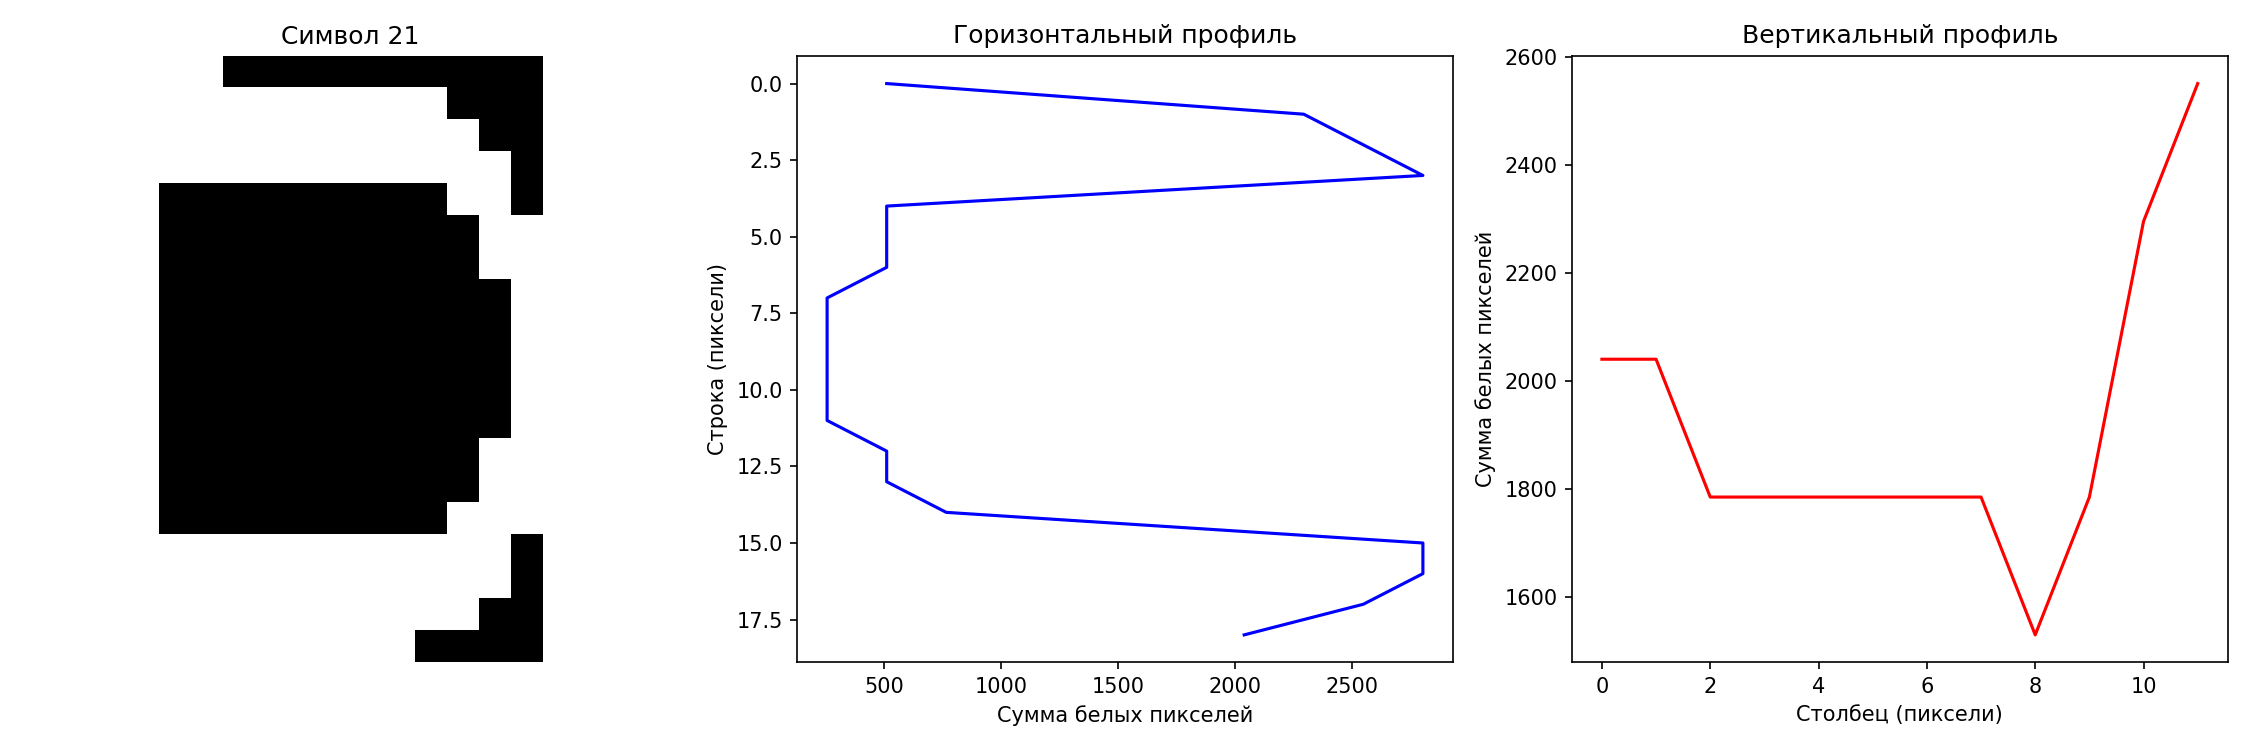 Символ 21
Горизонтальный профиль
0.0
2.5
5.0
7.5
10.0
12.5
15.0
17.5
Строка (пиксели)
500 1000 1500 2000 2500
Сумма белых пикселей
Вертикальный профиль
2600
2400
2200
2000
1800
1600
Сумма белых пикселей
0 2 4 6 8 10
Столбец (пиксели)